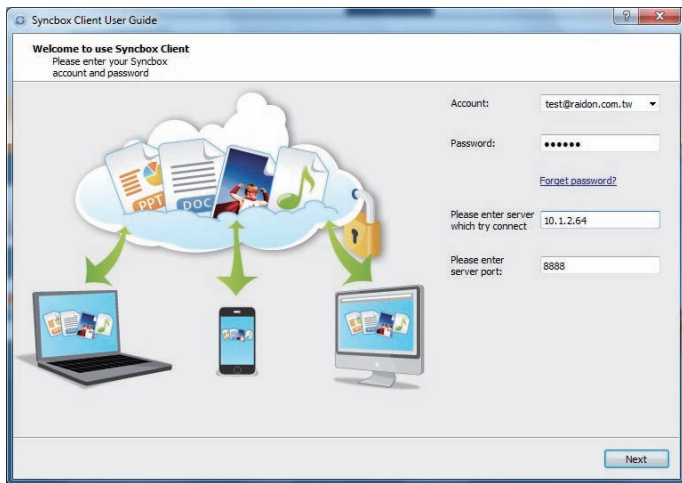 Syncbox Client User Guide
Welcome to use Syncbox Client
Please enter your Syncbox
account and password
Account:
test@raidon.com.tw
Password:
●●●●●●
Forget password?
Please enter server
which try connect
10.1.2.64
Please enter
server port:
8888
PPT
DOC
Next